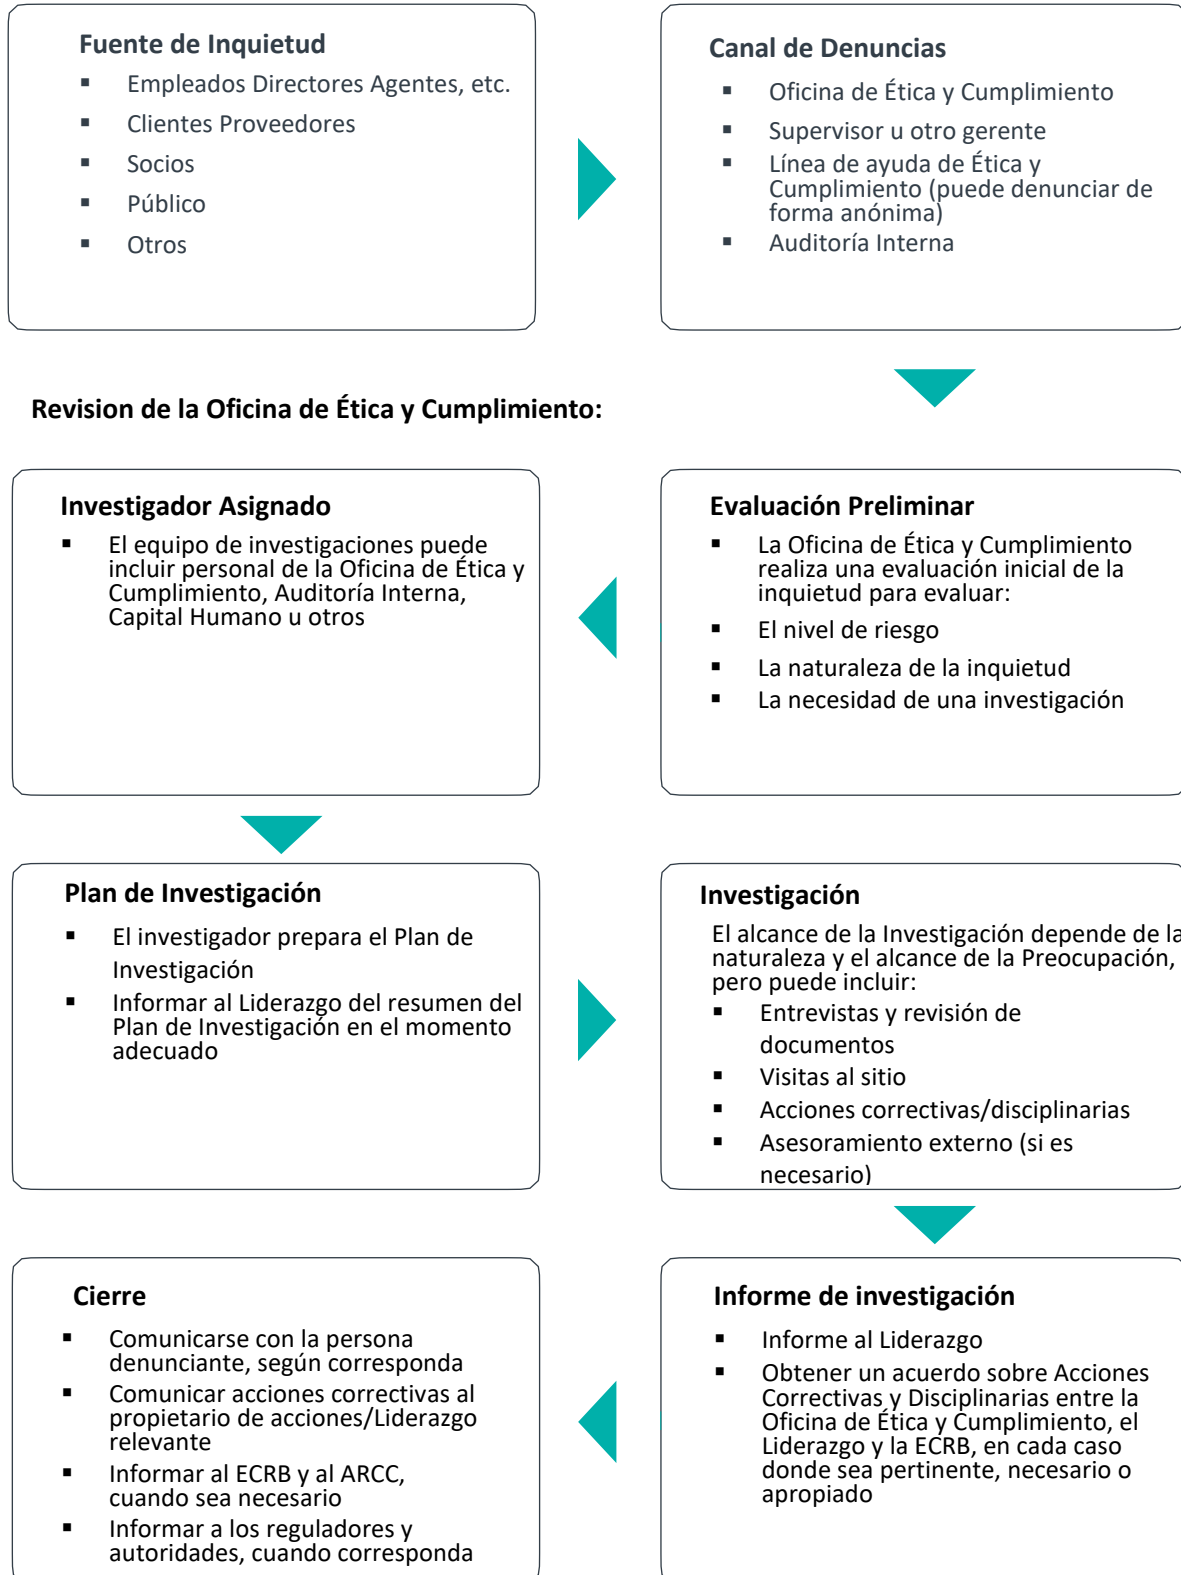 Fuente de Inquietud
▪ Empleados Directores Agentes, etc.
▪ Clientes Proveedores
▪ Socios
▪ Público
▪ Otros
Canal de Denuncias
▪ Oficina de Ética y Cumplimiento
▪ Supervisor u otro gerente
▪ Línea de ayuda de Ética y
Cumplimiento (puede denunciar de
forma anónima)
▪ Auditoría Interna
Revision de la Oficina de Ética y Cumplimiento:
Evaluación Preliminar
▪ La Oficina de Ética y Cumplimiento
realiza una evaluación inicial de la
inquietud para evaluar:
▪ El nivel de riesgo
▪ La naturaleza de la inquietud
▪ La necesidad de una investigación
Investigador Asignado
▪ El equipo de investigaciones puede
incluir personal de la Oficina de Ética y
Cumplimiento, Auditoría Interna,
Capital Humano u otros
Plan de Investigación
▪ El investigador prepara el Plan de
Investigación
▪ Informar al Liderazgo del resumen del
Plan de Investigación en el momento
adecuado
Investigación
El alcance de la Investigación depende de la
naturaleza y el alcance de la Preocupación,
pero puede incluir:
▪ Entrevistas y revisión de
documentos
▪ Visitas al sitio
▪ Acciones correctivas/disciplinarias
▪ Asesoramiento externo (si es
necesario)
Informe de investigación
▪ Informe al Liderazgo
▪ Obtener un acuerdo sobre Acciones
Correctivas y Disciplinarias entre la
Oficina de Ética y Cumplimiento, el
Liderazgo y la ECRB, en cada caso
donde sea pertinente, necesario o
apropiado
Cierre
▪ Comunicarse con la persona
denunciante, según corresponda
▪ Comunicar acciones correctivas al
propietario de acciones/Liderazgo
relevante
▪ Informar al ECRB y al ARCC,
cuando sea necesario
▪ Informar a los reguladores y
autoridades, cuando corresponda